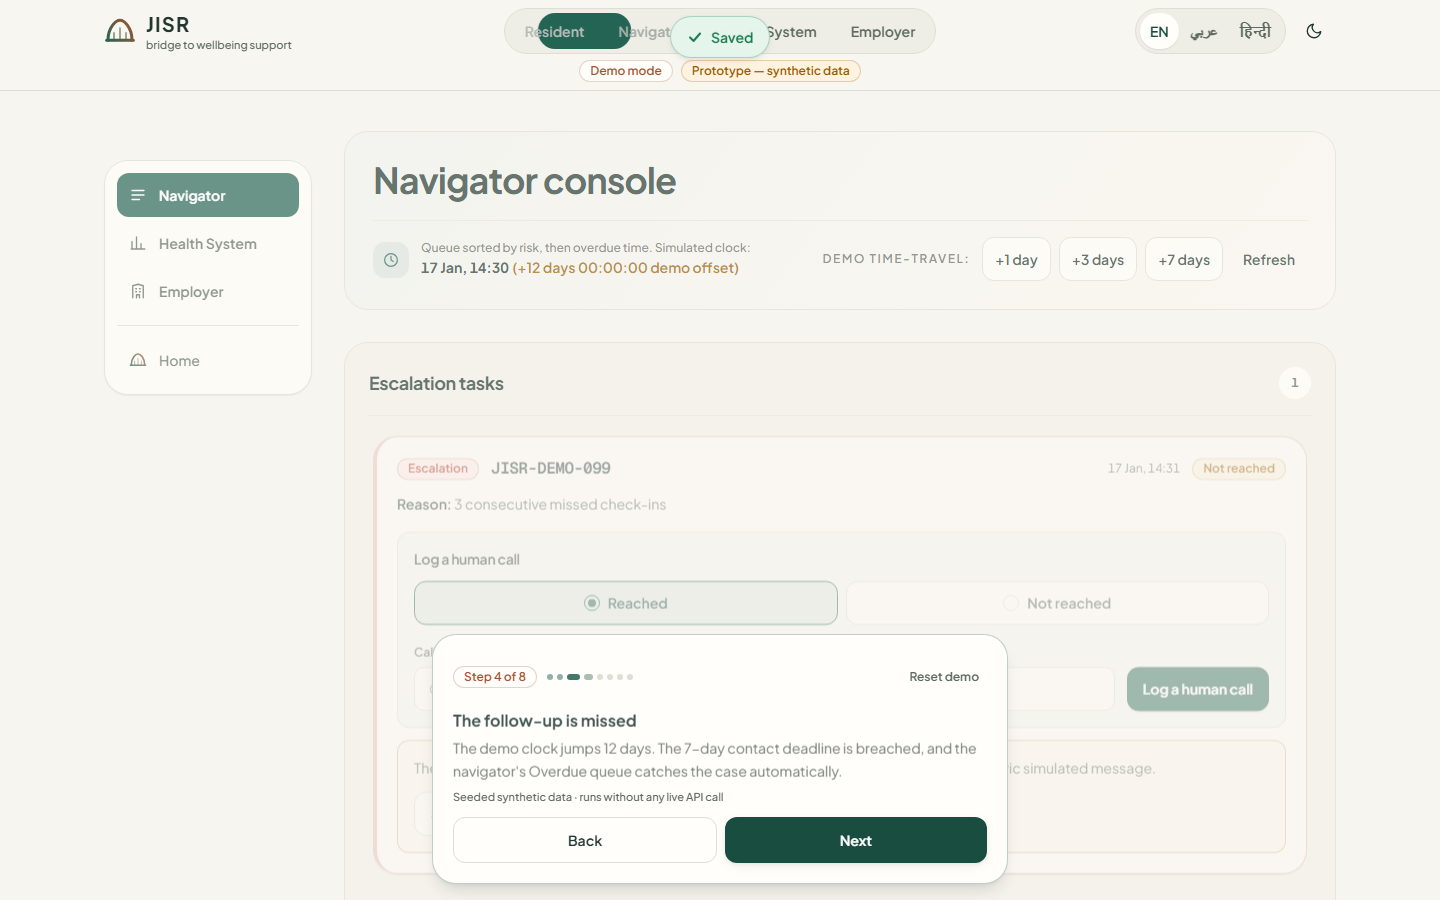 JISR
bridge to wellbeing support
Resident
Navigat
System
Employer
Saved
EN
عربي
हिन्दी
Demo mode
Prototype — synthetic data
Navigator
Health System
Employer
Home
Navigator console
Queue sorted by risk, then overdue time. Simulated clock:
17 Jan, 14:30 (+12 days 00:00:00 demo offset)
DEMO TIME-TRAVEL:
+1 day
+3 days
+7 days
Refresh
Escalation tasks
1
Escalation
JISR-DEMO-099
17 Jan, 14:31
Not reached
Reason: 3 consecutive missed check-ins
Log a human call
Reached
Not reached
Log a human call
simulated message.
Step 4 of 8
Reset demo
The follow-up is missed
The demo clock jumps 12 days. The 7-day contact deadline is breached, and the
navigator's Overdue queue catches the case automatically.
Seeded synthetic data · runs without any live API call
Back
Next